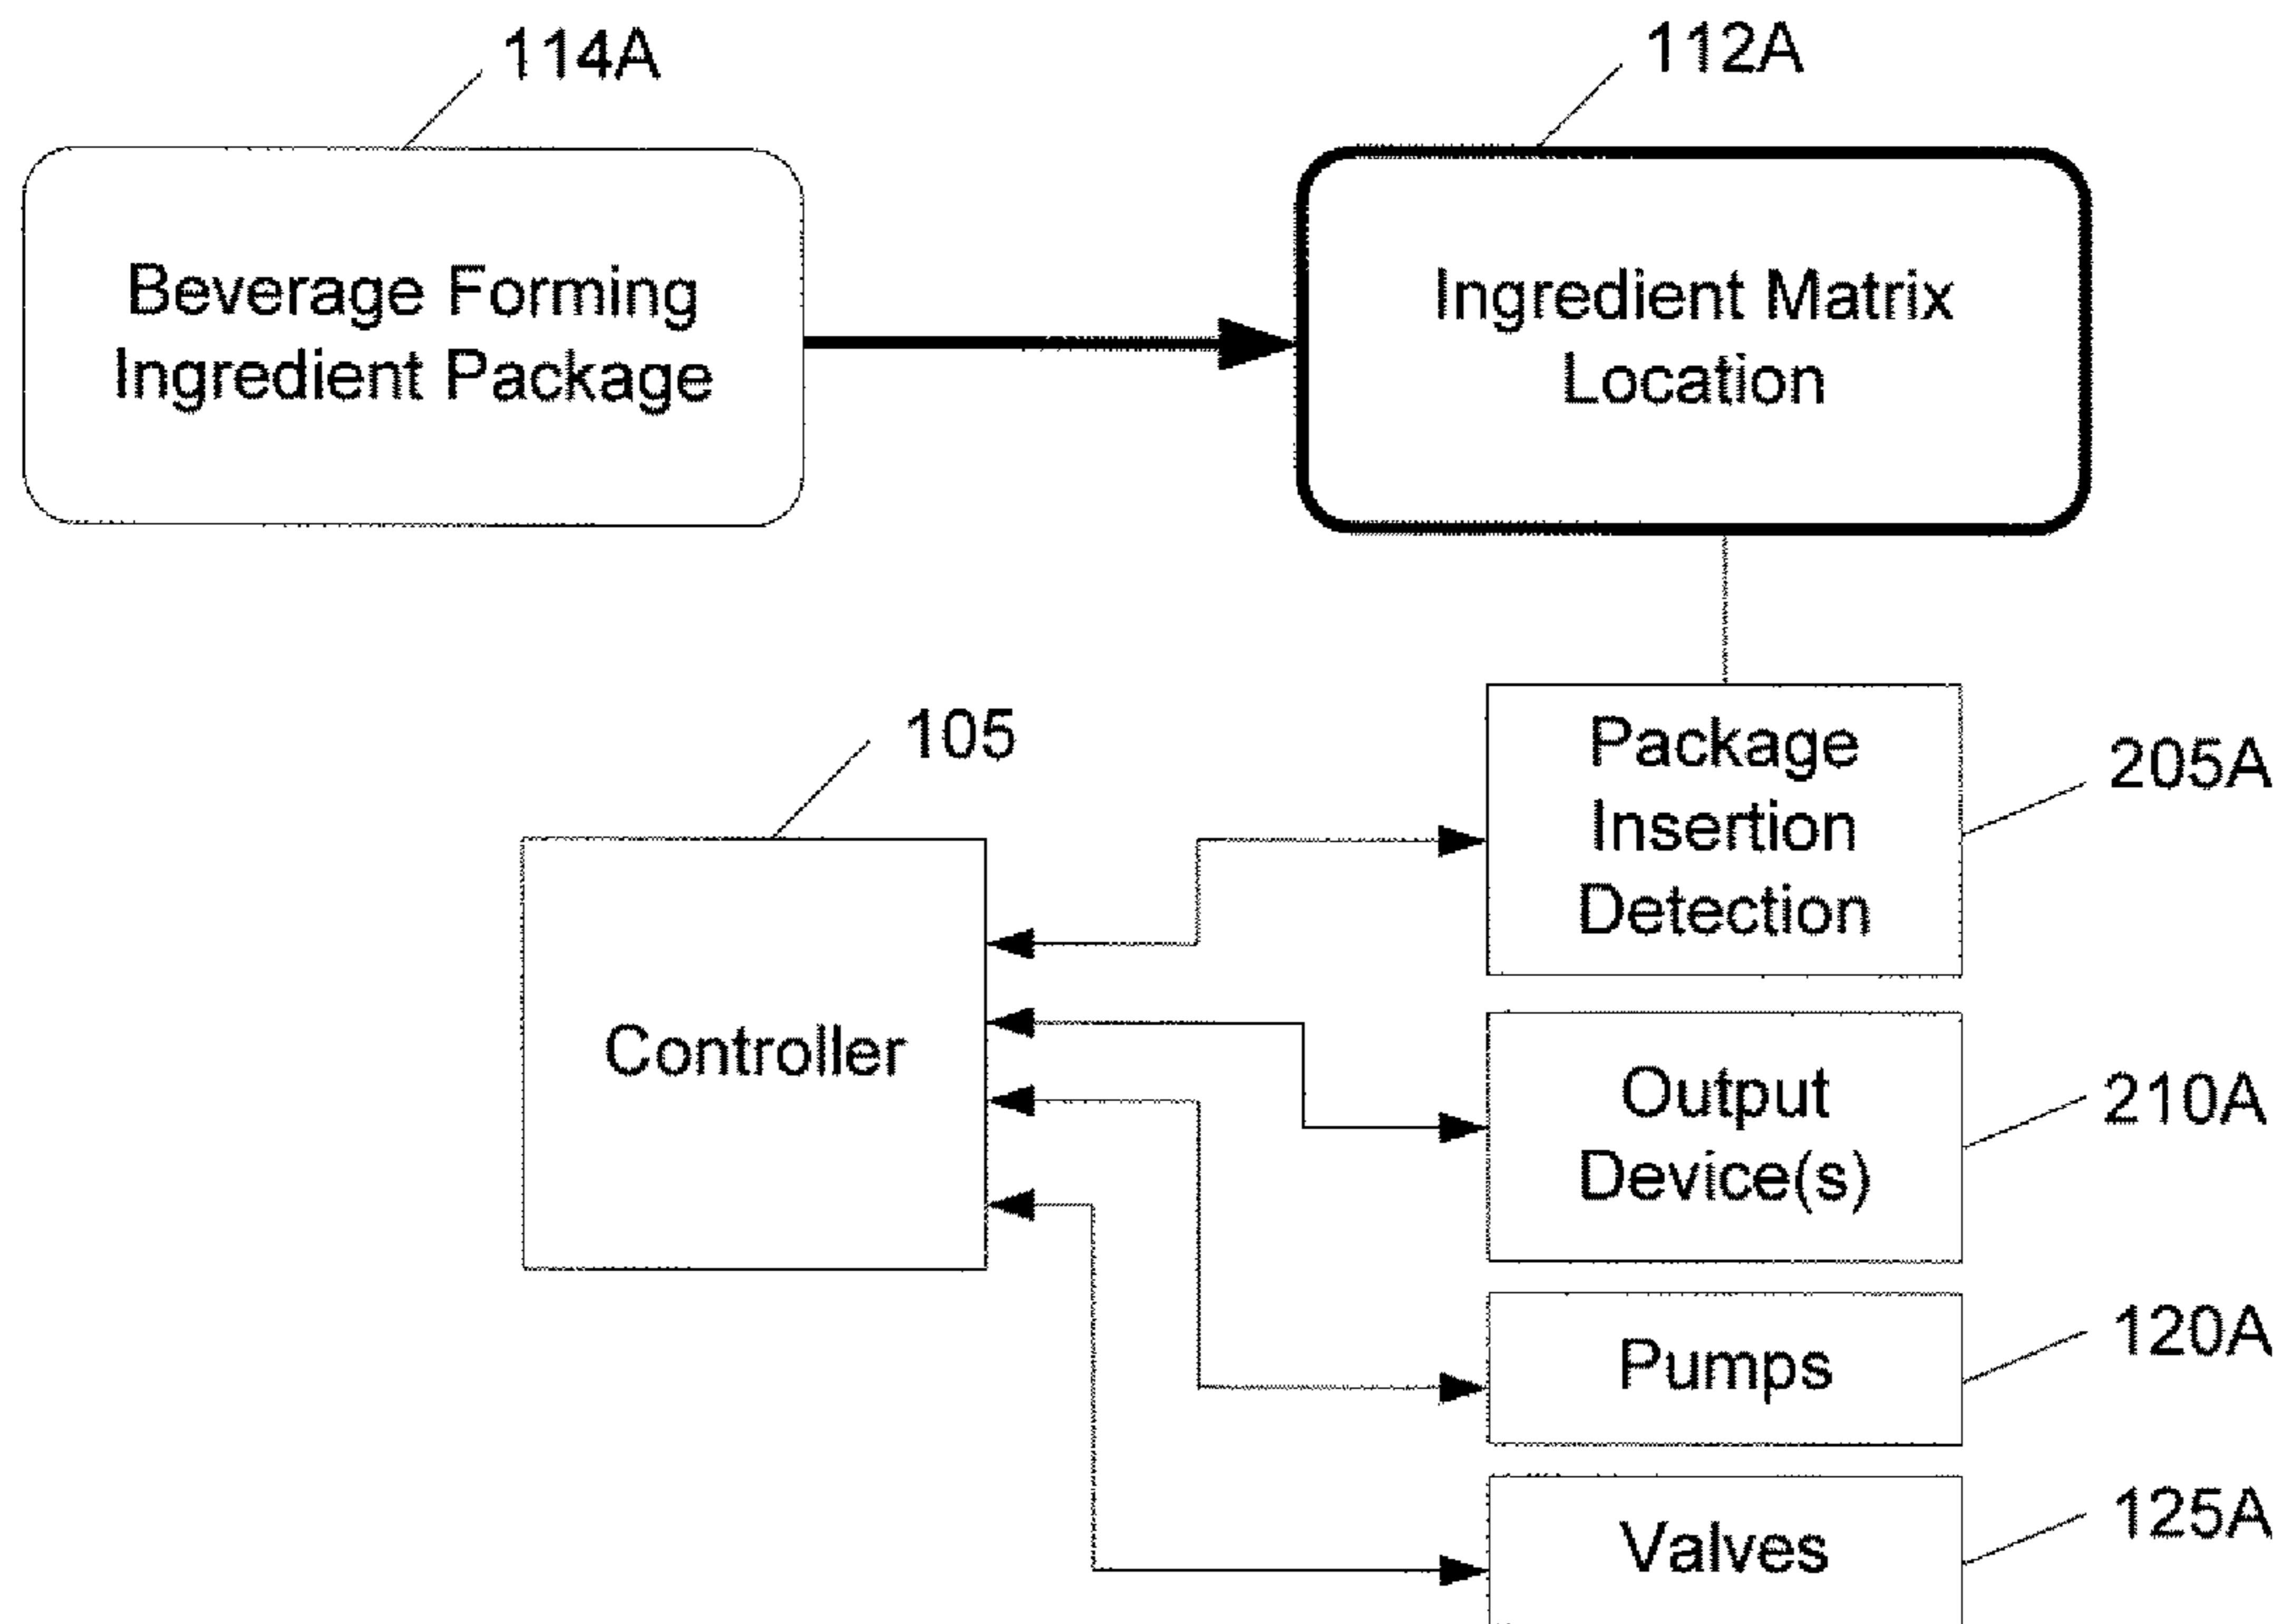 114A
112A
Beverage Forming
Ingredient Package
Ingredient Matrix
Location
105
Package
Insertion
Detection
205A
Controller
Output
Device(s)
210A
Pumps
120A
Valves
125A